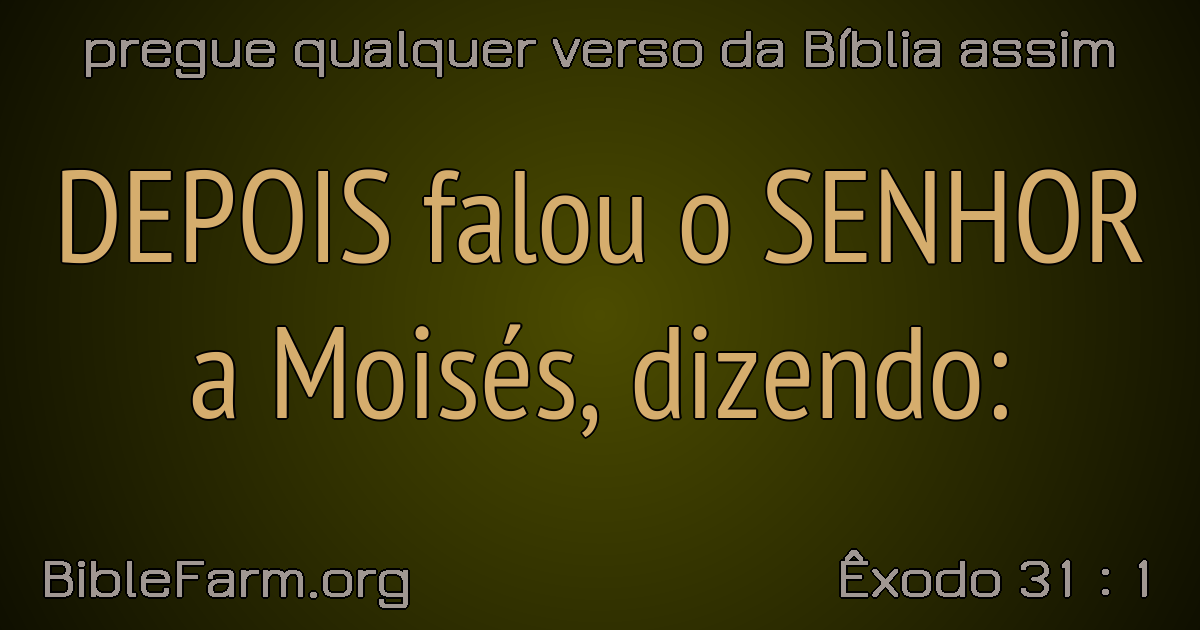 pregue qualquer verso da Bíblia assim
DEPOIS falou o SENHOR
a Moisés, dizendo:
BibleFarm.org
Êxodo 31 : 1